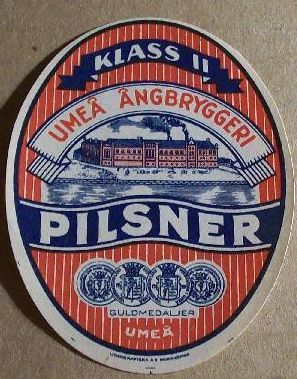 KLASS II
UMEÅ ÅNGBRYGGERI
PILSNER
GULDMEDALJER
UMEÅ